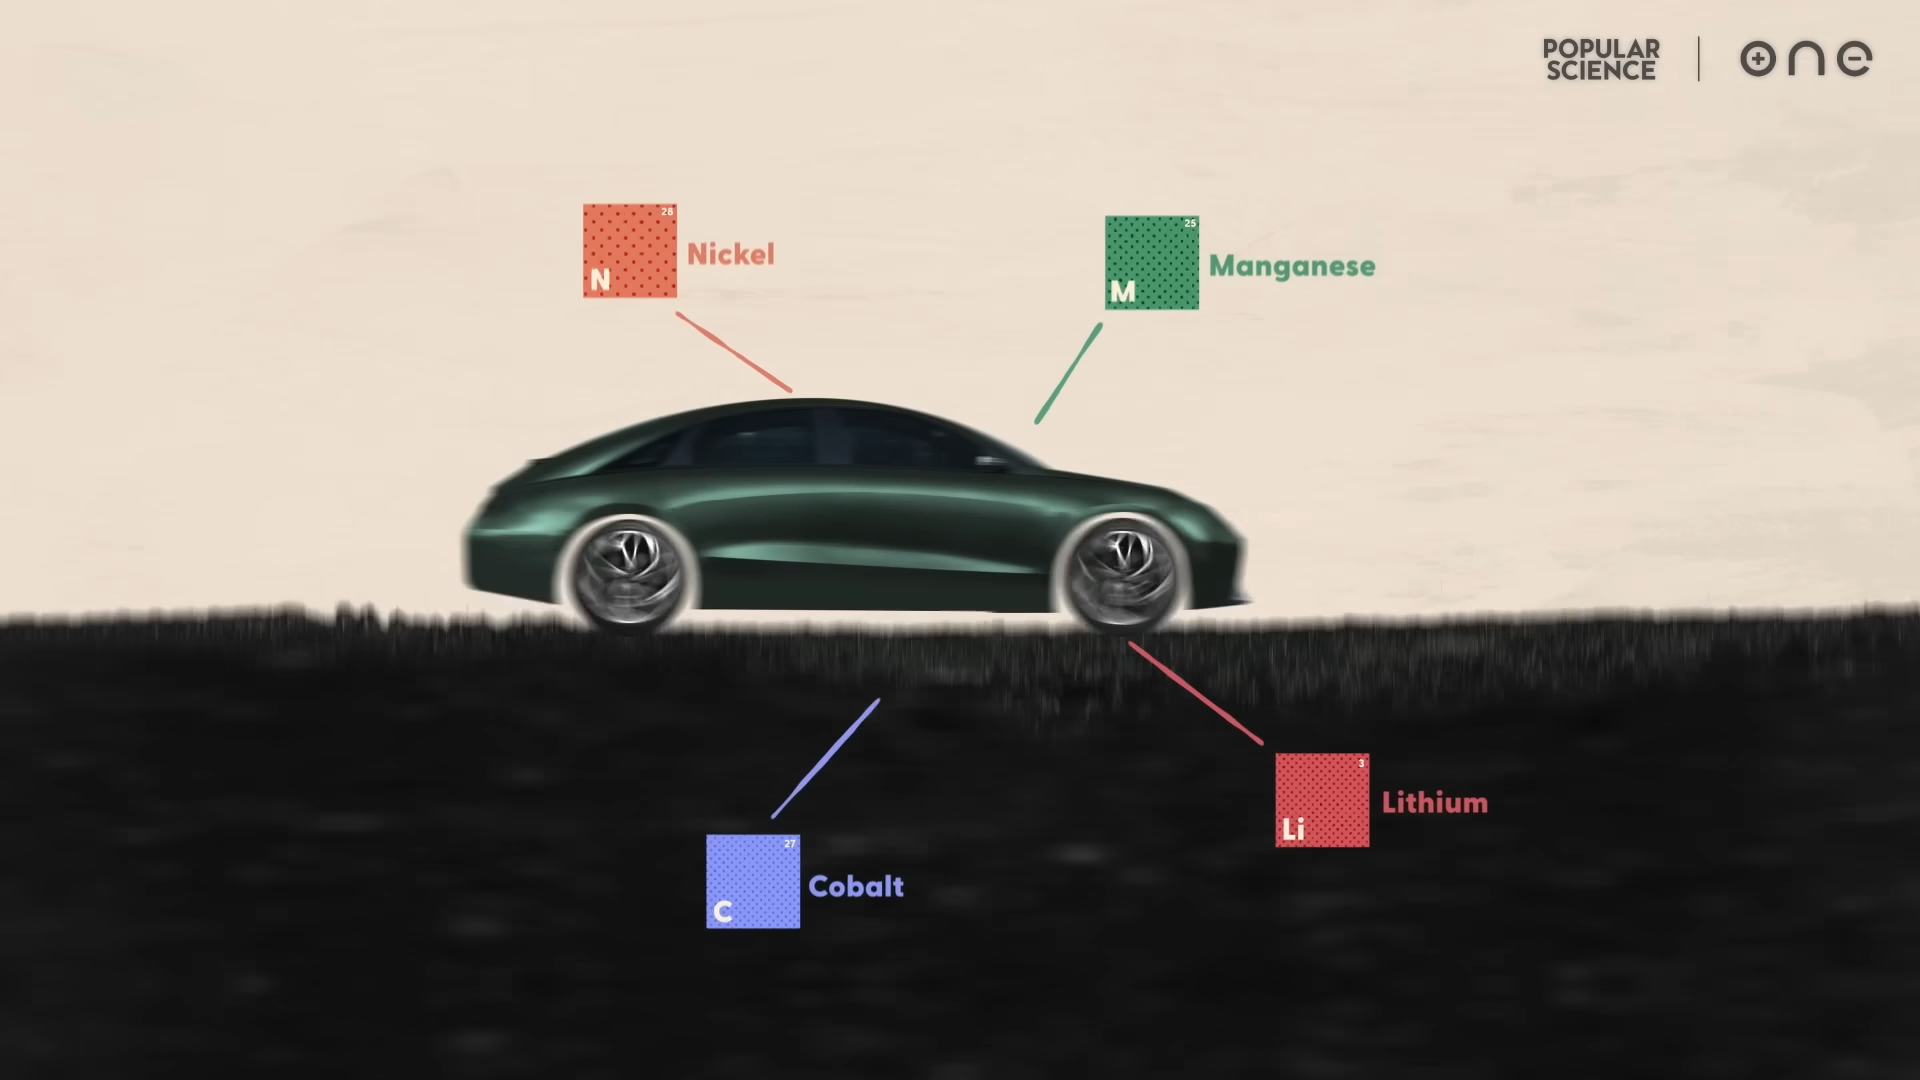 POPULAR
SCIENCE
one
28
N
Nickel
25
M
Manganese
3
Li
Lithium
27
C
Cobalt